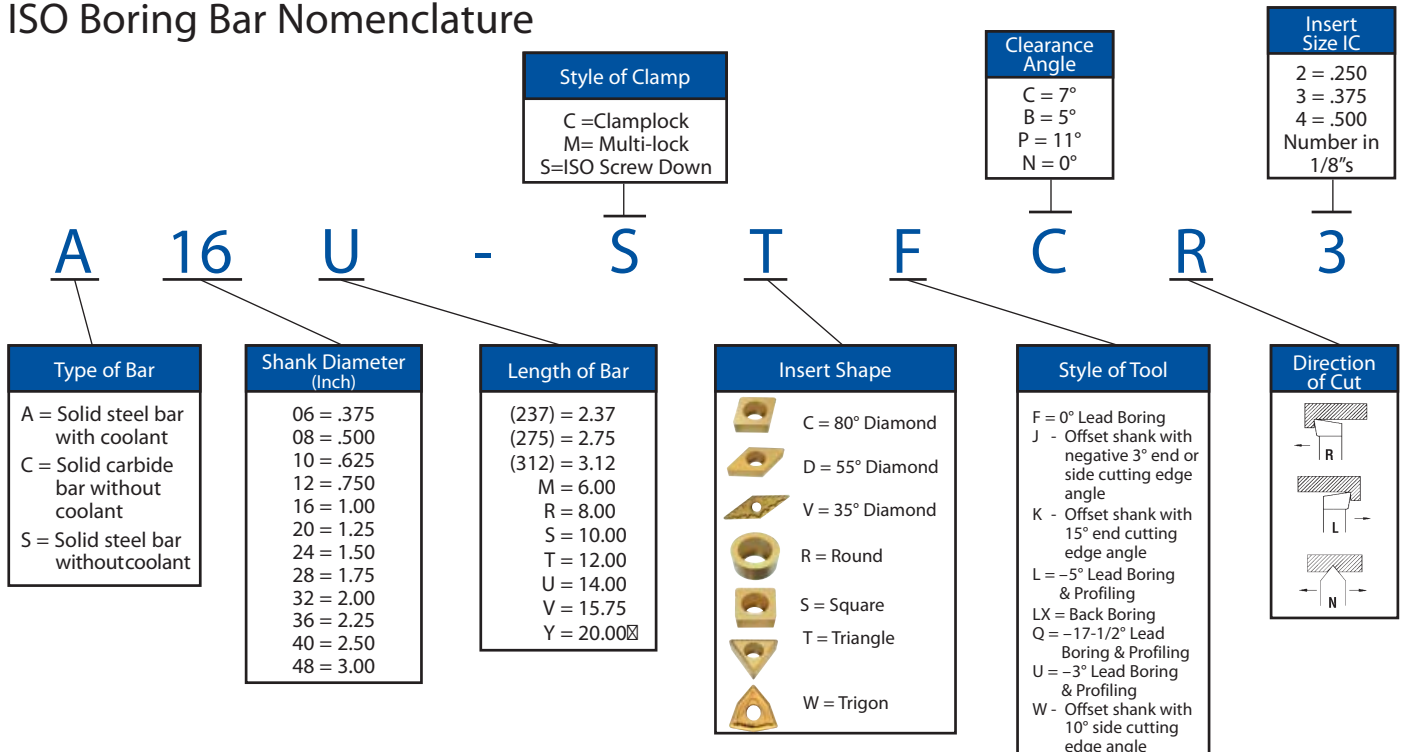 ISO Boring Bar Nomenclature
Style of Clamp
C =Clamplock
M= Multi-lock
S=ISO Screw Down
Clearance
Angle
C = 7°
B = 5°
P = 11°
N = 0°
Insert
Size IC
2 = .250
3 = .375
4 = .500
Number in
1/8”s
A 16 U - S T F C R 3
Type of Bar
A = Solid steel bar
with coolant
C = Solid carbide
bar without
coolant
S = Solid steel bar
withoutcoolant
Shank Diameter
(Inch)
06 = .375
08 = .500
10 = .625
12 = .750
16 = 1.00
20 = 1.25
24 = 1.50
28 = 1.75
32 = 2.00
36 = 2.25
40 = 2.50
48 = 3.00
Length of Bar
(237) = 2.37
(275) = 2.75
(312) = 3.12
M = 6.00
R = 8.00
S = 10.00
T = 12.00
U = 14.00
V = 15.75
Y = 20.00
Insert Shape
C = 80° Diamond
D = 55° Diamond
V = 35° Diamond
R = Round
S = Square
T = Triangle
W = Trigon
Style of Tool
F = 0° Lead Boring
J - Offset shank with
negative 3° end or
side cutting edge
angle
K - Offset shank with
15° end cutting
edge angle
L = –5° Lead Boring
& Profiling
LX = Back Boring
Q = –17-1/2° Lead
Boring & Profiling
U = –3° Lead Boring
& Profiling
W - Offset shank with
10° side cutting
edge angle
Direction
of Cut
R
L
N